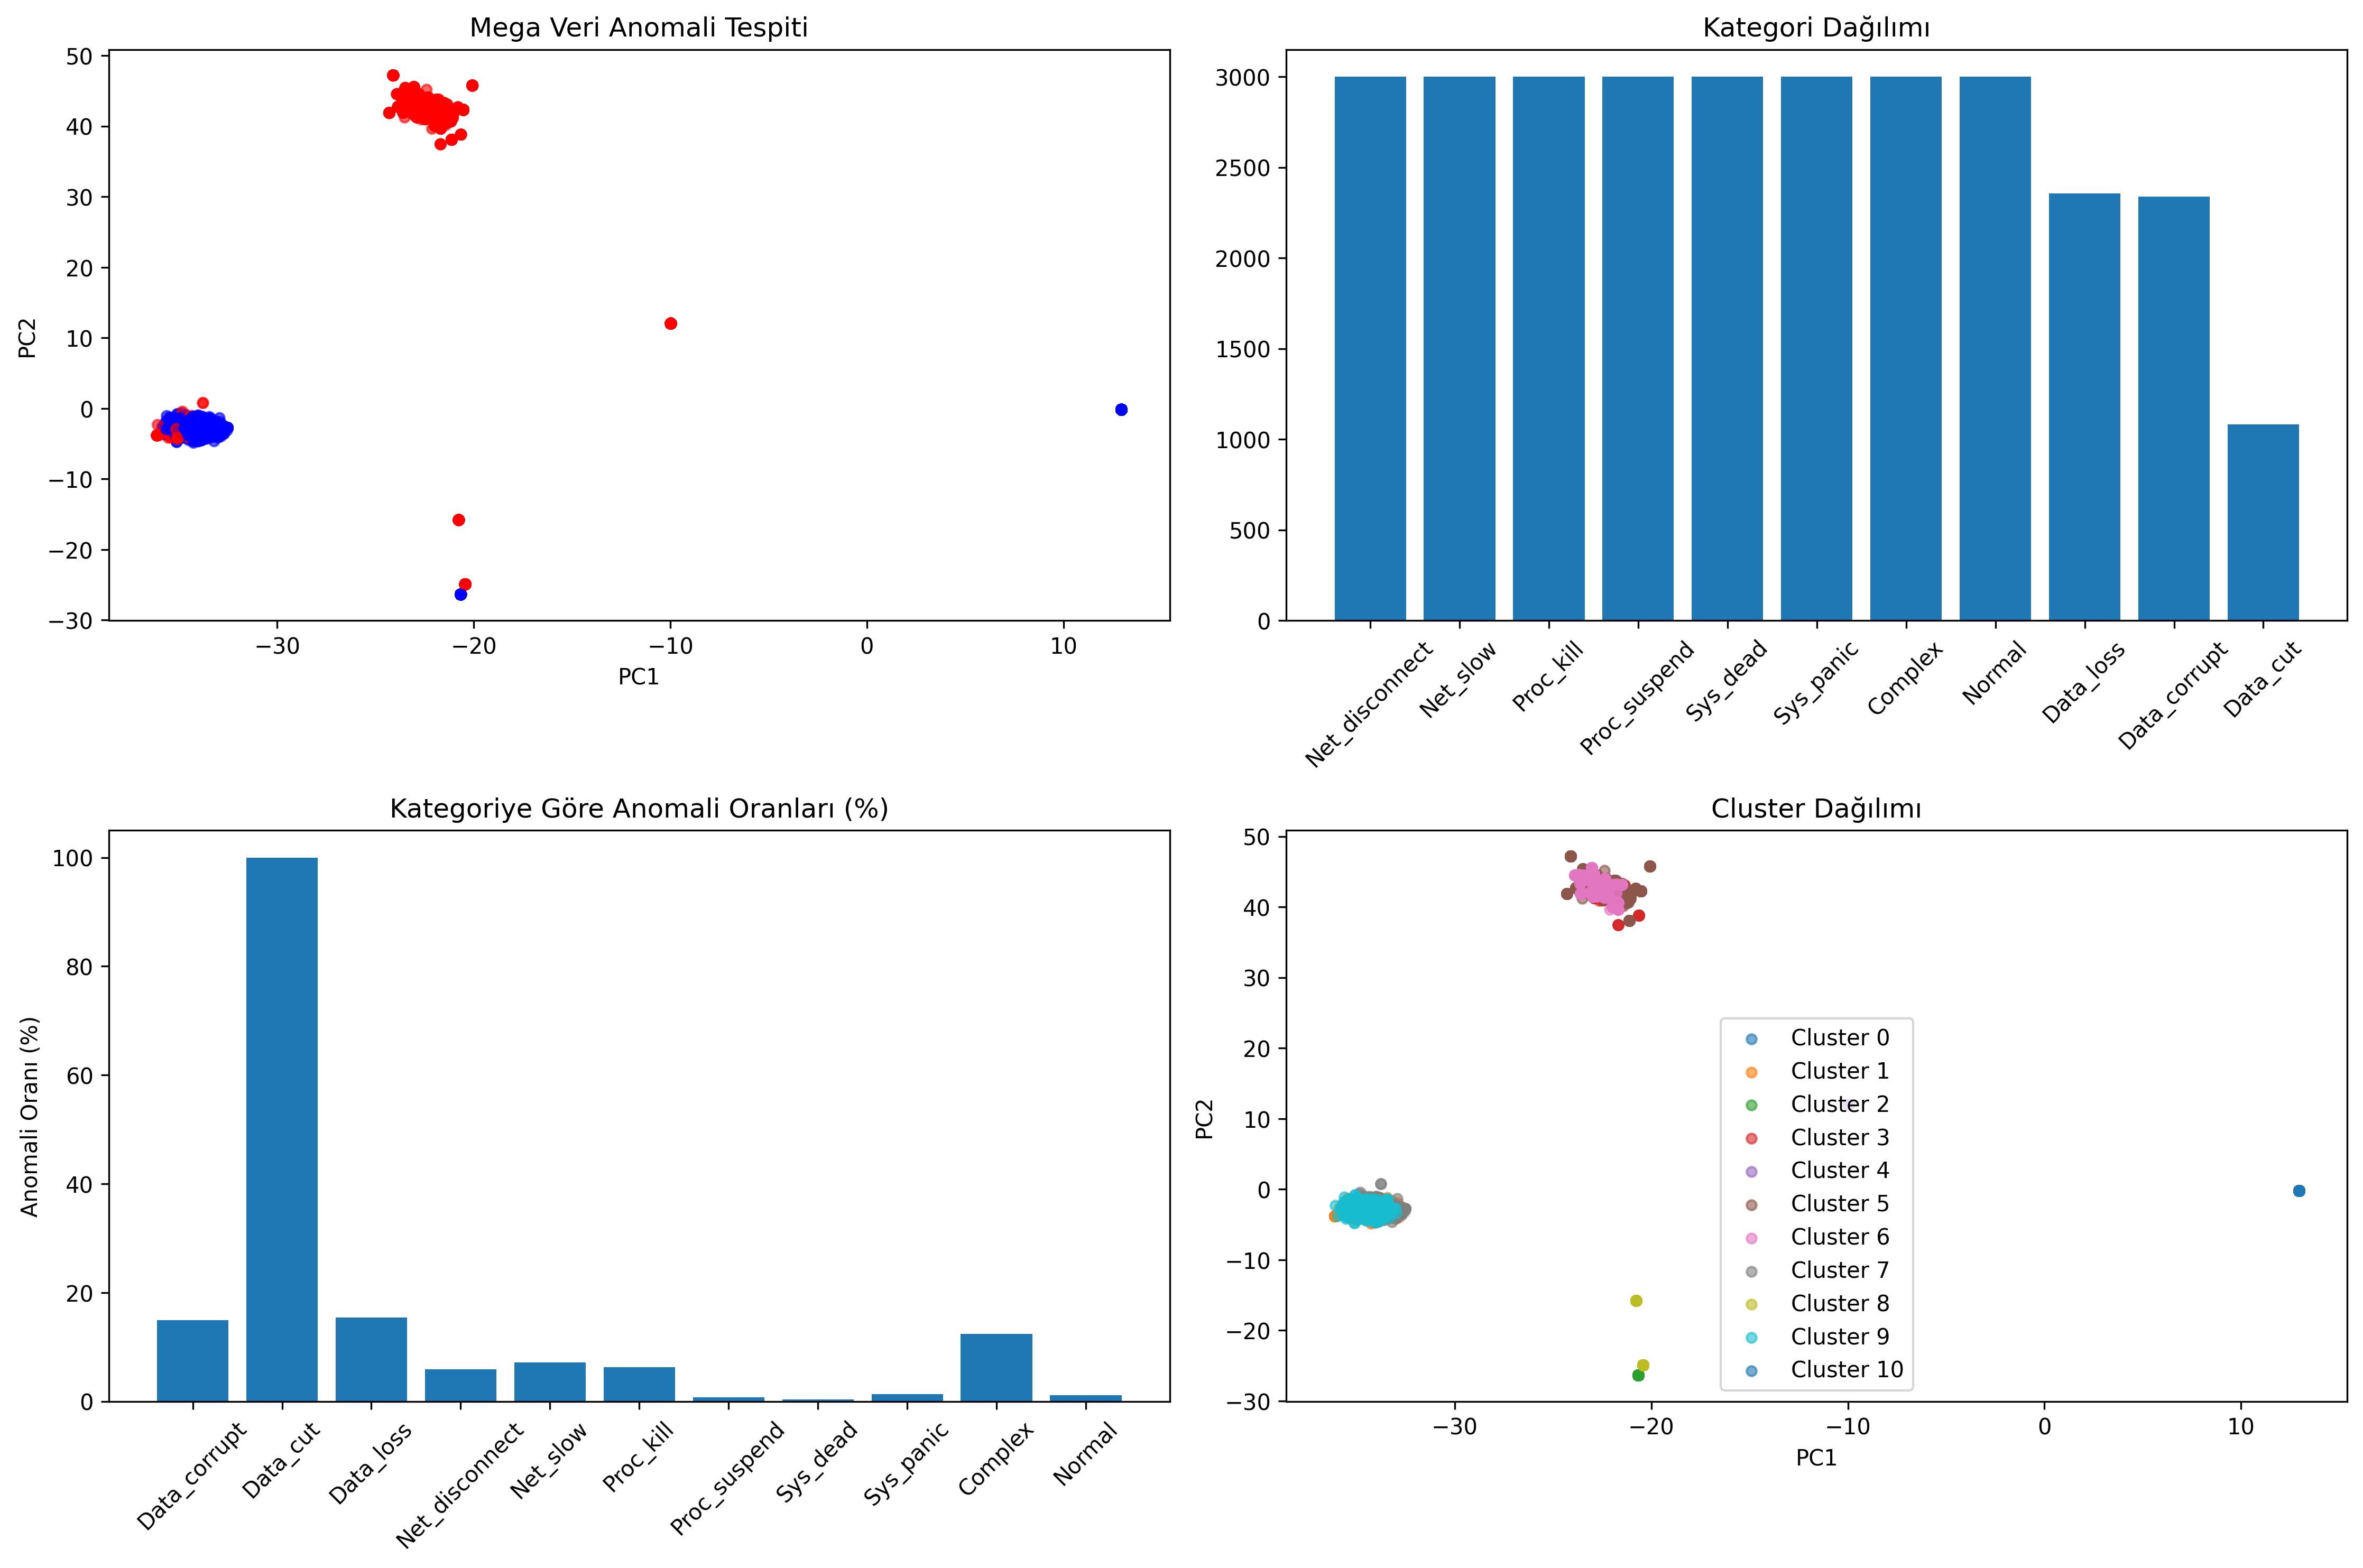 Mega Veri Anomali Tespiti
50
40
30
20
10
0
−10
−20
−30
PC2
−30
−20
−10
0
10
PC1
Kategori Dağılımı
3000
2500
2000
1500
1000
500
0
Net_disconnect
Net_slow
Proc_kill
Proc_suspend
Sys_dead
Sys_panic
Complex
Normal
Data_loss
Data_corrupt
Data_cut
Kategoriye Göre Anomali Oranları (%)
100
80
60
40
20
0
Anomali Oranı (%)
Data_corrupt
Data_cut
Data_loss
Net_disconnect
Net_slow
Proc_kill
Proc_suspend
Sys_dead
Sys_panic
Complex
Normal
Cluster Dağılımı
50
40
30
20
10
0
−10
−20
−30
PC2
Cluster 0
Cluster 1
Cluster 2
Cluster 3
Cluster 4
Cluster 5
Cluster 6
Cluster 7
Cluster 8
Cluster 9
Cluster 10
−30
−20
−10
0
10
PC1